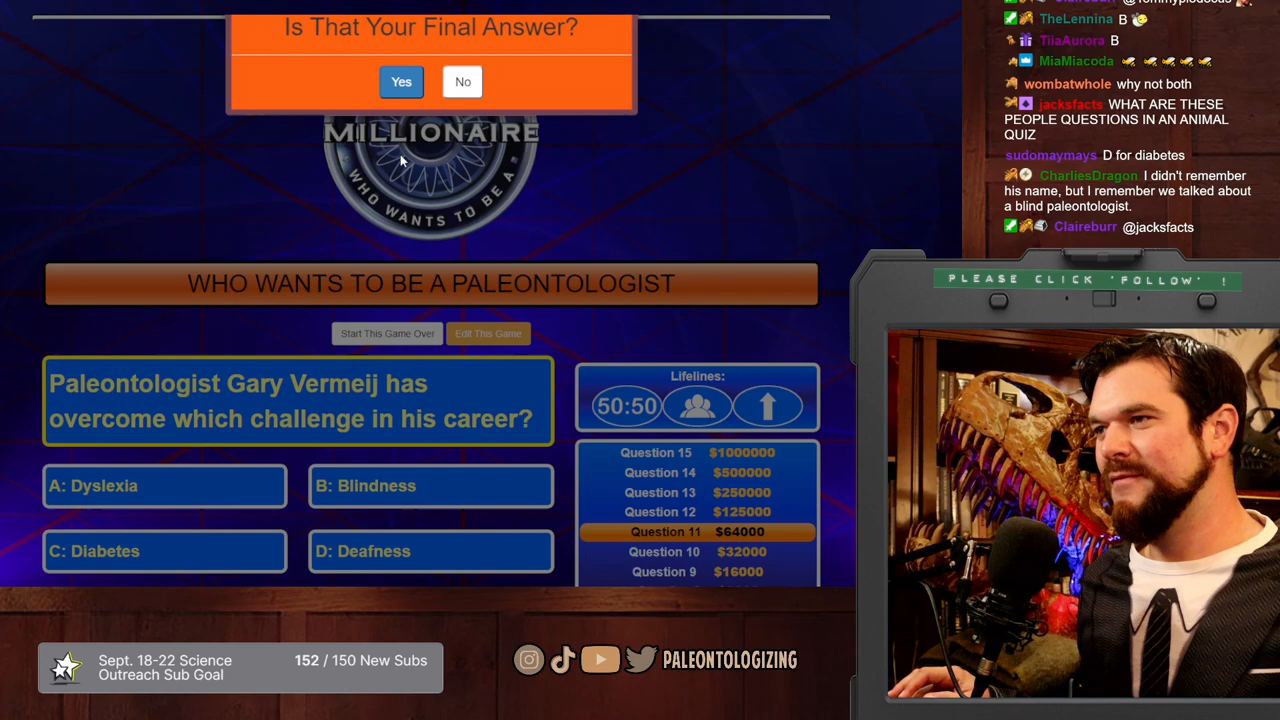 Is That Your Final Answer?
Yes
No
MILLIONAIRE
WHO WANTS TO BE A
WHO WANTS TO BE A PALEONTOLOGIST
Start This Game Over
Edit This Game
Paleontologist Gary Vermeij has
overcome which challenge in his career?
A: Dyslexia
B: Blindness
C: Diabetes
D: Deafness
Lifelines:
50:50
Question 15 $1000000
Question 14 $500000
Question 13 $250000
Question 12 $125000
Question 11 $64000
Question 10 $32000
Question 9 $16000
TheLennina B
TiiaAurora B
MiaMiacoda
wombatwhole why not both
jacksfacts WHAT ARE THESE
PEOPLE QUESTIONS IN AN ANIMAL
QUIZ
sudomaymays D for diabetes
CharliesDragon I didn't remember
his name, but I remember we talked about
a blind paleontologist.
Claireburr @jacksfacts
PLEASE CLICK "FOLLOW" !
Sept. 18-22 Science
Outreach Sub Goal
152 / 150 New Subs
PALEONTOLOGIZING